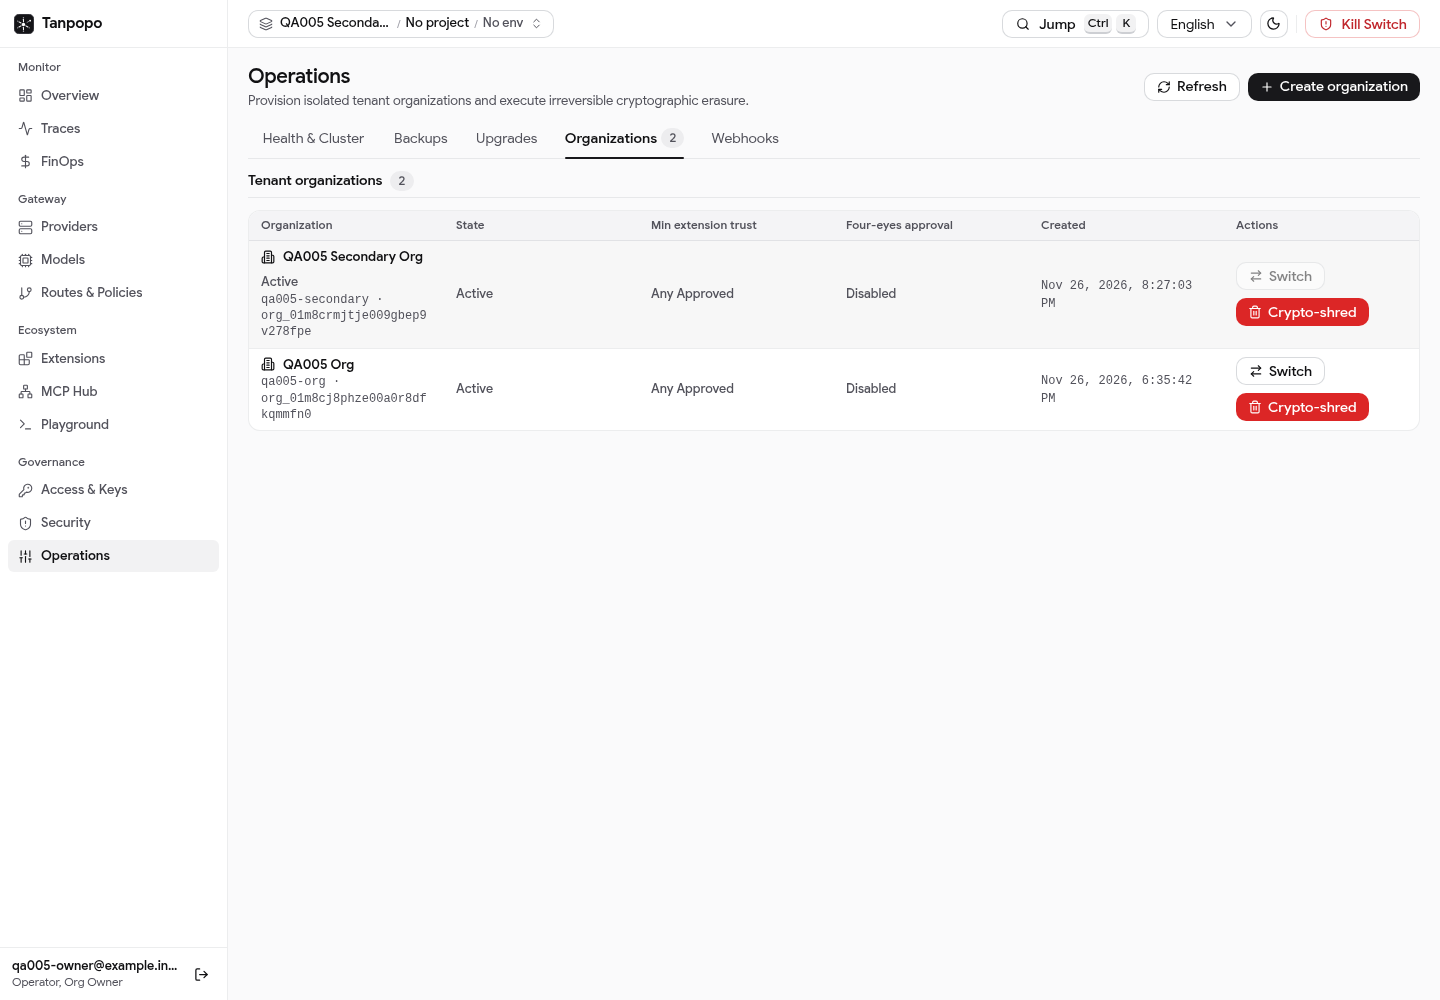 Tanpopo
QA005 Seconda... / No project / No env
Jump Ctrl K
English
Kill Switch
Monitor
Overview
Traces
FinOps
Gateway
Providers
Models
Routes & Policies
Ecosystem
Extensions
MCP Hub
Playground
Governance
Access & Keys
Security
Operations
qa005-owner@example.in...
Operator, Org Owner
Operations
Provision isolated tenant organizations and execute irreversible cryptographic erasure.
Refresh
Create organization
Health & Cluster
Backups
Upgrades
Organizations 2
Webhooks
Tenant organizations 2
Organization State Min extension trust Four-eyes approval Created Actions
QA005 Secondary Org
Active
qa005-secondary ·
org_01m8crmjtje009gbep9
v278fpe
Active
Any Approved
Disabled
Nov 26, 2026, 8:27:03
PM
Switch
Crypto-shred
QA005 Org
qa005-org ·
org_01m8cj8phze00a0r8df
kqmmfn0
Active
Any Approved
Disabled
Nov 26, 2026, 6:35:42
PM
Switch
Crypto-shred